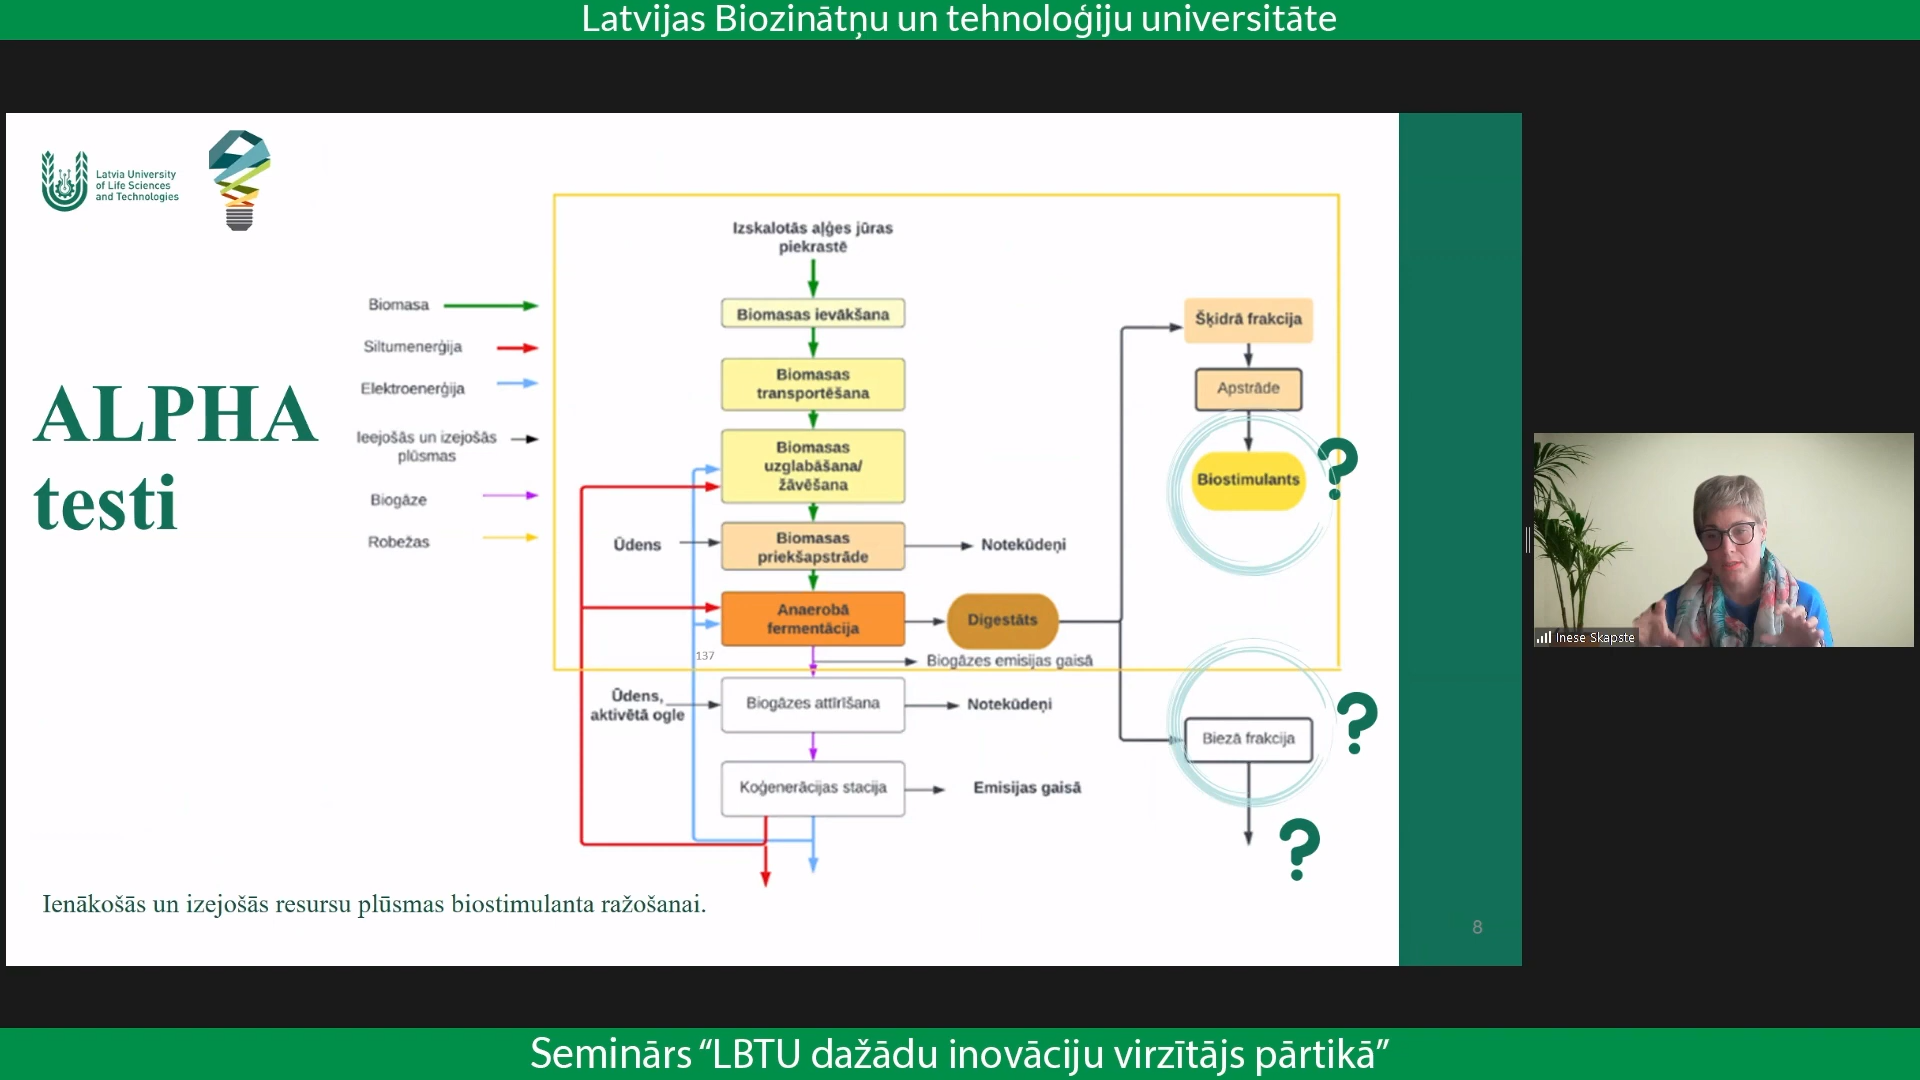 Latvijas Biozinātņu un tehnoloģiju universitāte
Latvia University
of Life Sciences
and Technologies
ALPHA
testi
Biomasa
Siltumenerģija
Elektroenerģija
Ieejošās un izejošās
plūsmas
Biogāze
Robežas
Izskalotās aļģes jūras
piekrastē
Biomasas ievākšana
Biomasas
transportēšana
Biomasas
uzglabāšana/
žāvēšana
Ūdens
Biomasas
priekšapstrāde
Notekūdeņi
Anaerobā
fermentācija
Digestāts
137
Biogāzes emisijas gaisā
Ūdens,
aktivētā ogle
Biogāzes attīrīšana
Notekūdeņi
Koģenerācijas stacija
Emisijas gaisā
Šķidrā frakcija
Apstrāde
Biostimulants
?
Biezā frakcija
?
?
Ienākošās un izejošās resursu plūsmas biostimulanta ražošanai.
8
Inese Skapste
Seminārs “LBTU dažādu inovāciju virzītājs pārtikā”